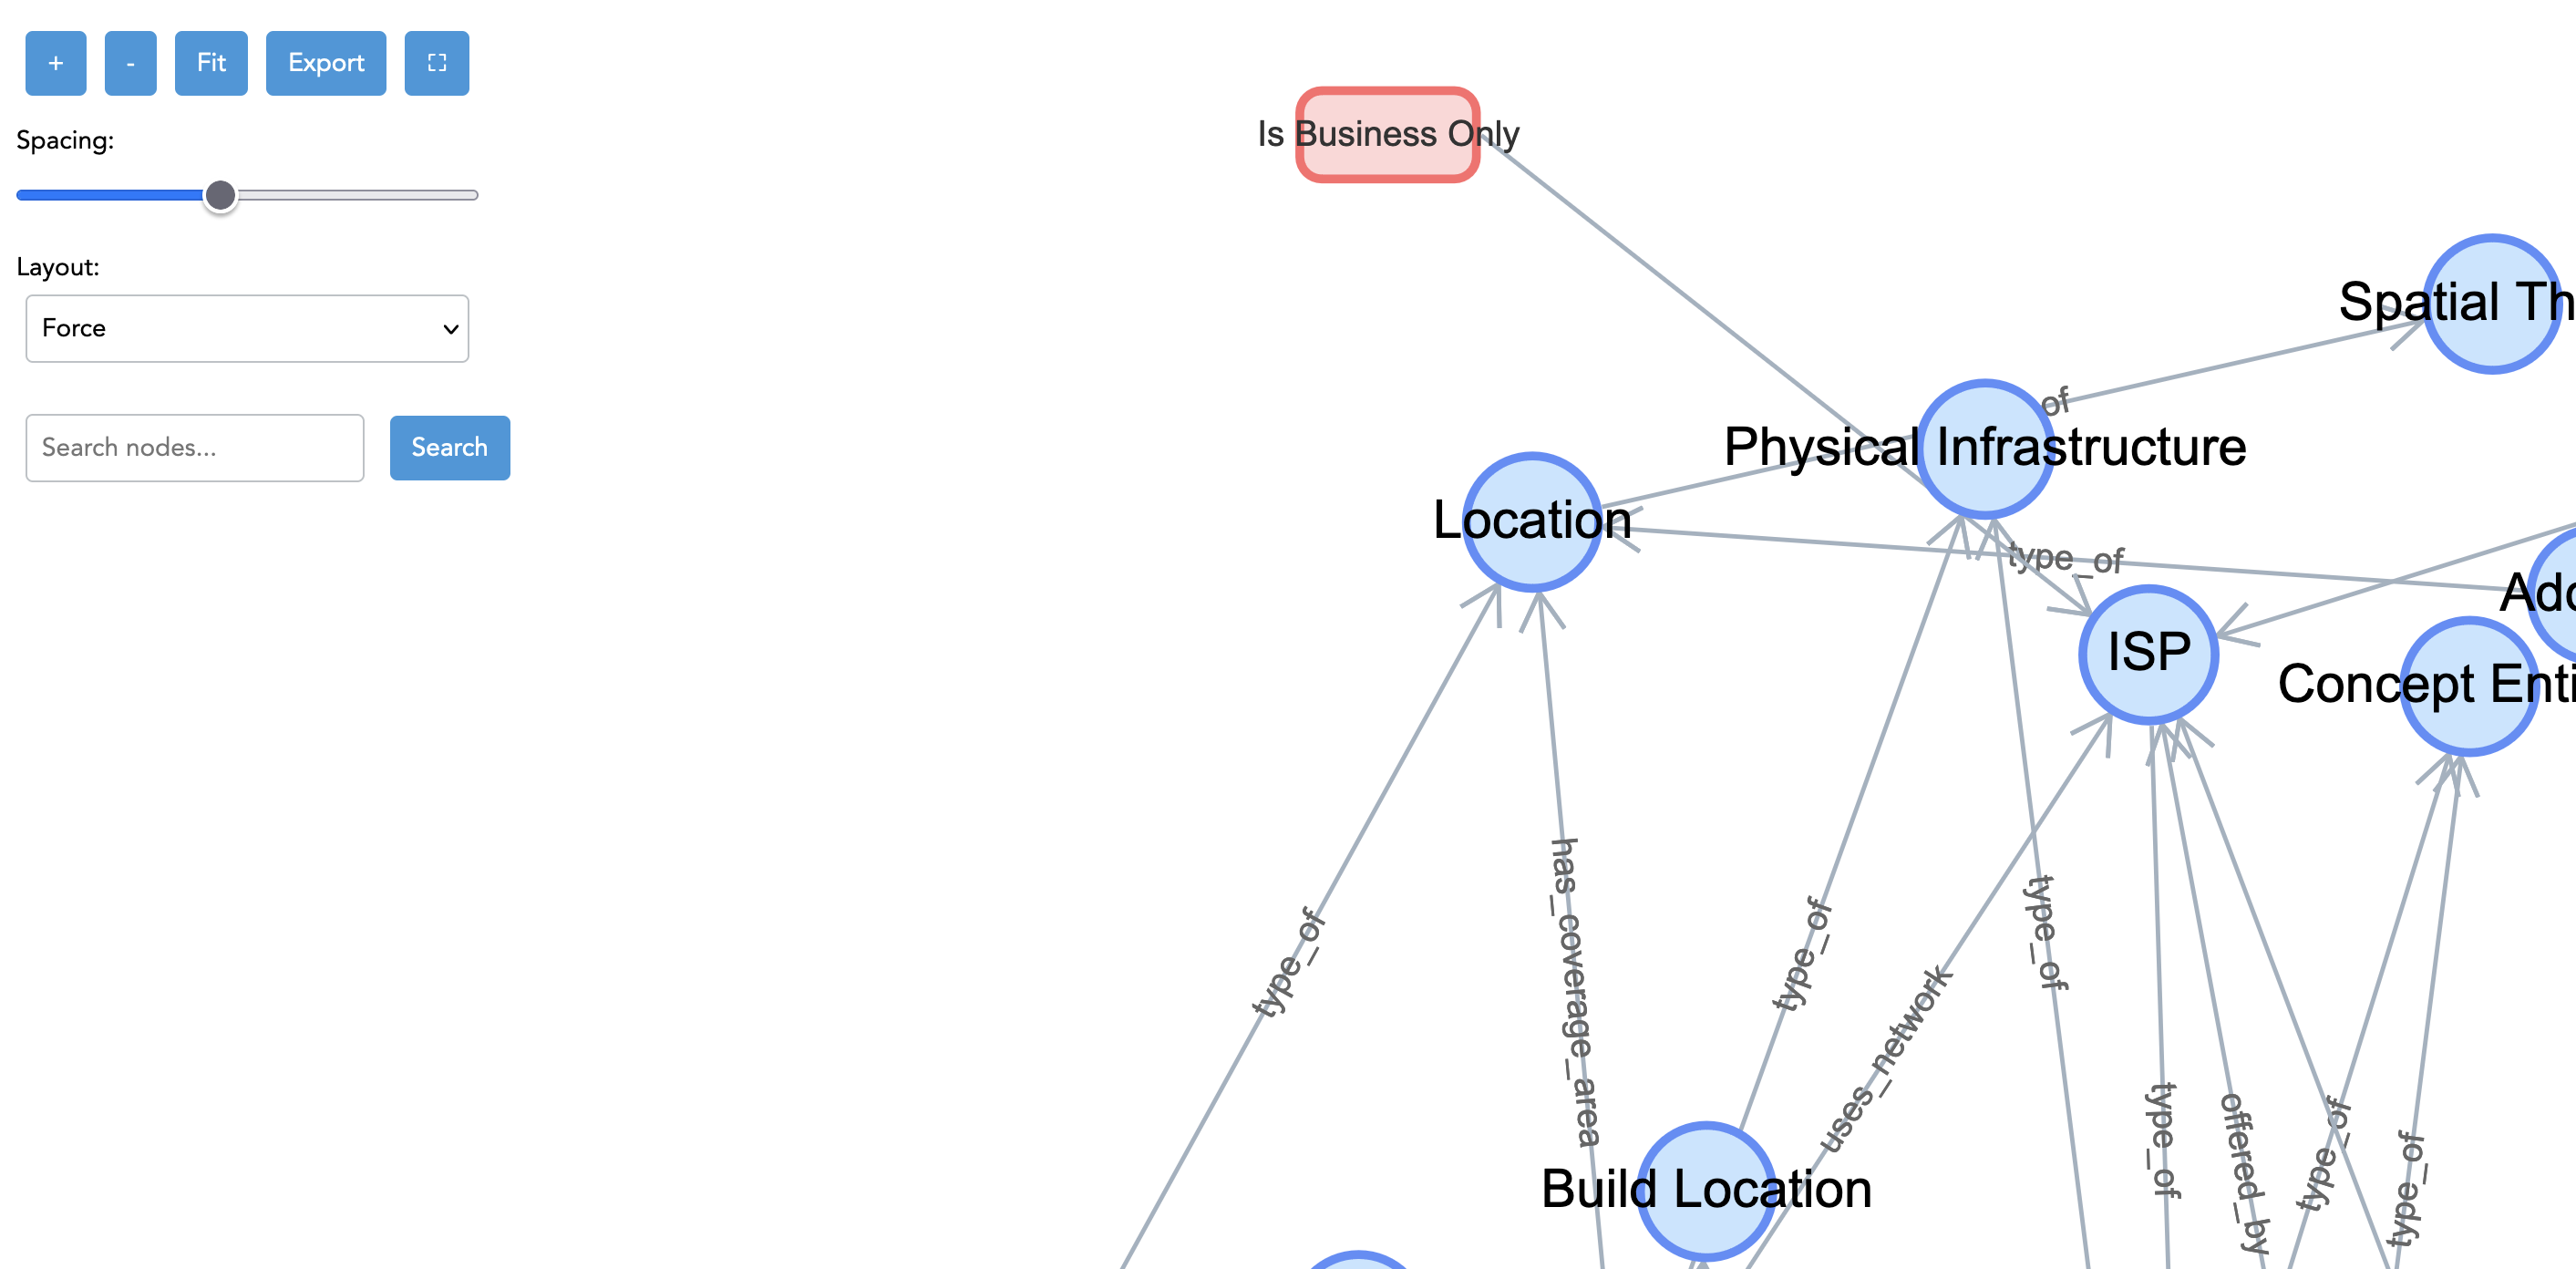 +
-
Fit
Export
Spacing:
Layout:
Force
Search nodes...
Search
Is Business Only
Spatial Th
of
Physical Infrastructure
Location
type_of
Add
ISP
Concept Enti
type_of
has_coverage_area
type_of
uses_network
type_of
Build Location
type_of
offered_by
type_of
type_of